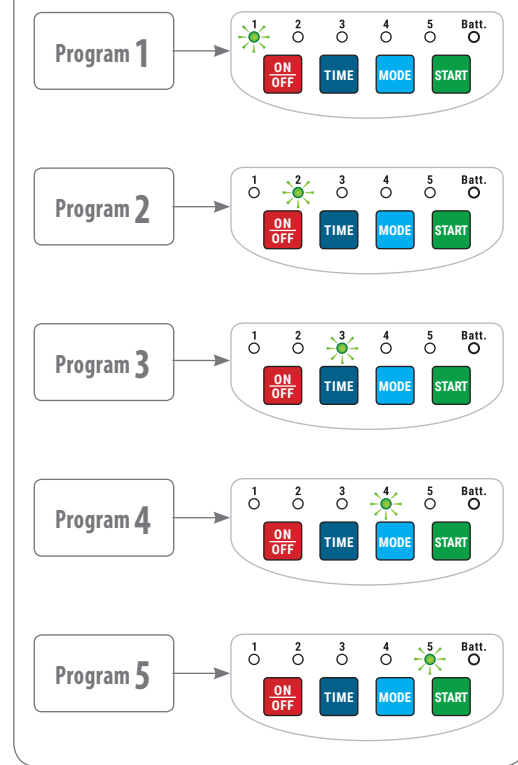 Program 1
1 2 3 4 5 Batt.
ON
OFF
TIME MODE START
Program 2
1 2 3 4 5 Batt.
ON
OFF
TIME MODE START
Program 3
1 2 3 4 5 Batt.
ON
OFF
TIME MODE START
Program 4
1 2 3 4 5 Batt.
ON
OFF
TIME MODE START
Program 5
1 2 3 4 5 Batt.
ON
OFF
TIME MODE START